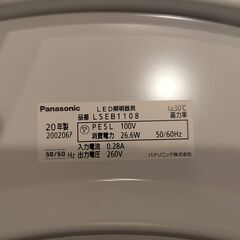 Panasonic LED照明器具 ta30℃
品番 LSEB1108 高力率
20年製 PESL 100V
2002067 消費電力 26.6W 50/60Hz
50/60 Hz 入力電流 0.28A
出力電圧 260V パナソニック株式会社